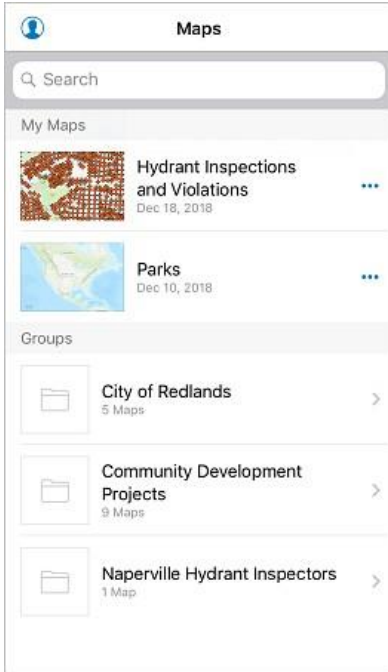 Maps
Search
My Maps
Hydrant Inspections
and Violations
Dec 18, 2018
Parks
Dec 10, 2018
Groups
City of Redlands
5 Maps
Community Development
Projects
9 Maps
Naperville Hydrant Inspectors
1 Map